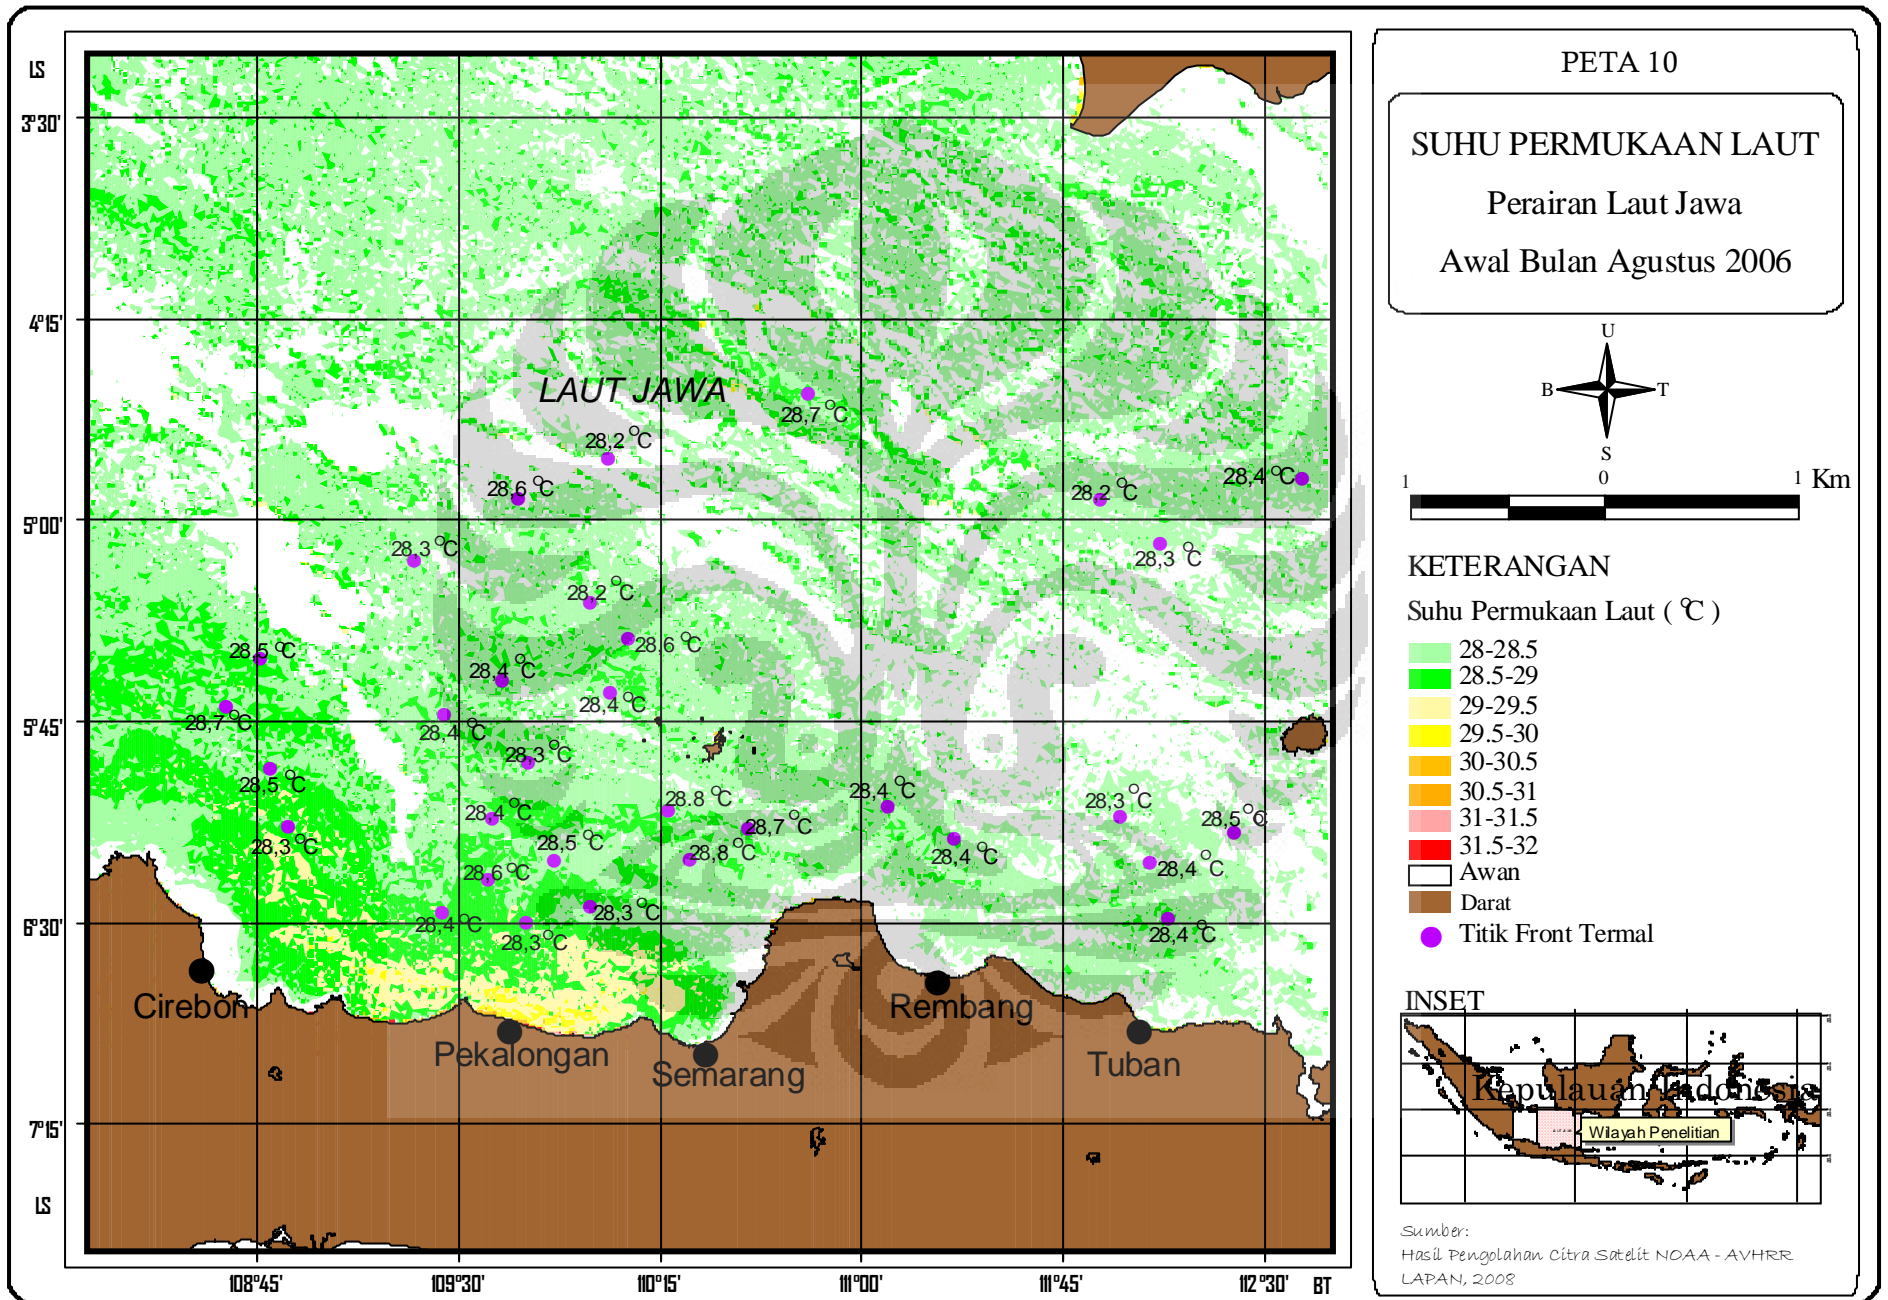 LS
3°30'
4°15'
5°00'
5°45'
6°30'
7°15'
LS
108°45'
109°30'
110°15'
111°00'
111°45'
112°30'
BT
LAUT JAWA
28,7 °C
28,2 °C
28,6 °C
28,2 °C
28,4 °C
28,3 °C
28,3 °C
28,2 °C
28,6 °C
28,5 °C
28,4 °C
28,4 °C
28,7 °C
28,4 °C
28,3 °C
28,5 °C
28.8 °C
28,4 °C
28,3 °C
28,4 °C
28,7 °C
28,5 °C
28,3 °C
28,5 °C
28,8 °C
28,4 °C
28,4 °C
28,6 °C
28,3 °C
28,4 °C
28,3 °C
28,4 °C
Cirebon
Pekalongan
Semarang
Rembang
Tuban
PETA 10
SUHU PERMUKAAN LAUT
Perairan Laut Jawa
Awal Bulan Agustus 2006
U
B
T
S
1 0 1 Km
KETERANGAN
Suhu Permukaan Laut ( °C )
28-28.5
28.5-29
29-29.5
29.5-30
30-30.5
30.5-31
31-31.5
31.5-32
Awan
Darat
Titik Front Termal
INSET
Kepulauan Indonesia
Wilayah Penelitian
Sumber:
Hasil Pengolahan Citra Satelit NOAA - AVHRR
LAPAN, 2008